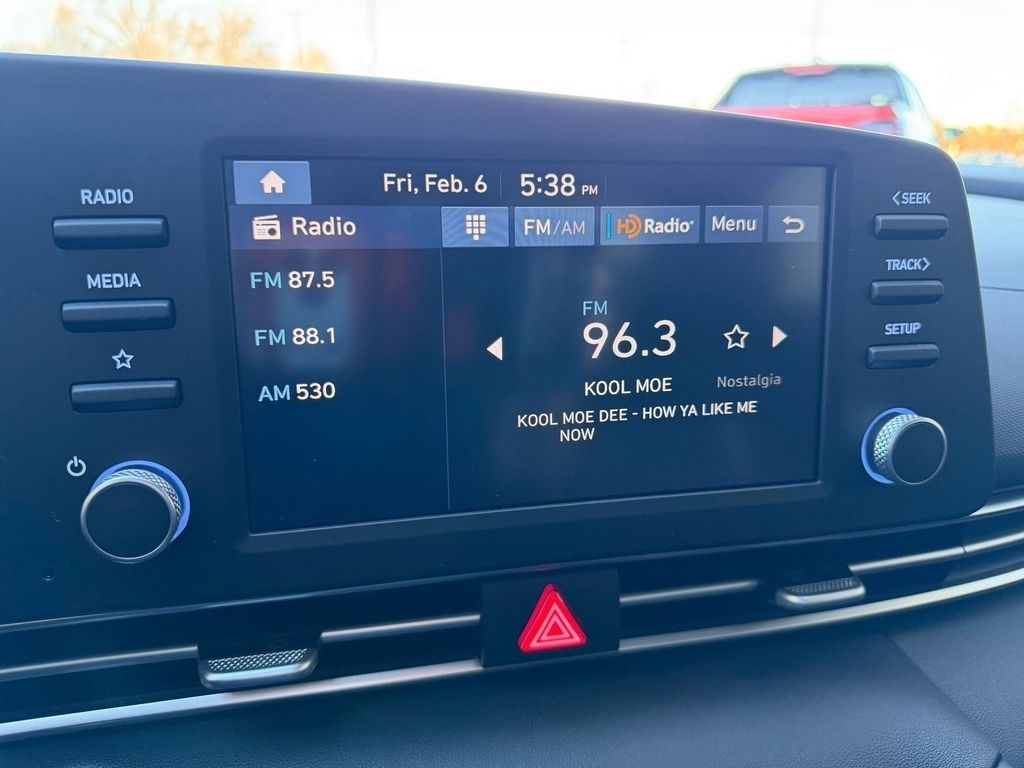 RADIO
MEDIA
Fri, Feb. 6 5:38 PM
Radio FM/AM HD Radio Menu
FM 87.5
FM 88.1
AM 530
FM
96.3
KOOL MOE
Nostalgia
KOOL MOE DEE - HOW YA LIKE ME
NOW
<SEEK
TRACK>
SETUP